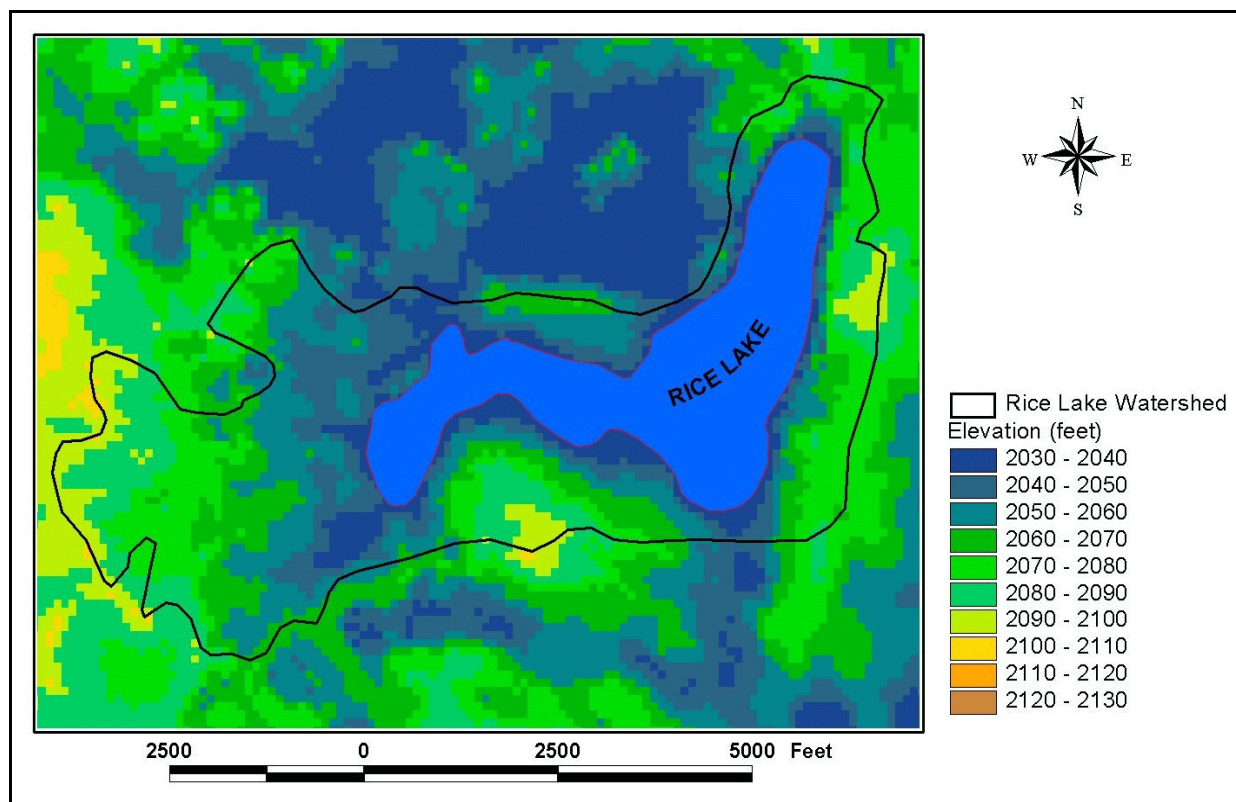 N
W E
S
RICE LAKE
Rice Lake Watershed
Elevation (feet)
2030 - 2040
2040 - 2050
2050 - 2060
2060 - 2070
2070 - 2080
2080 - 2090
2090 - 2100
2100 - 2110
2110 - 2120
2120 - 2130
2500 0 2500 5000 Feet